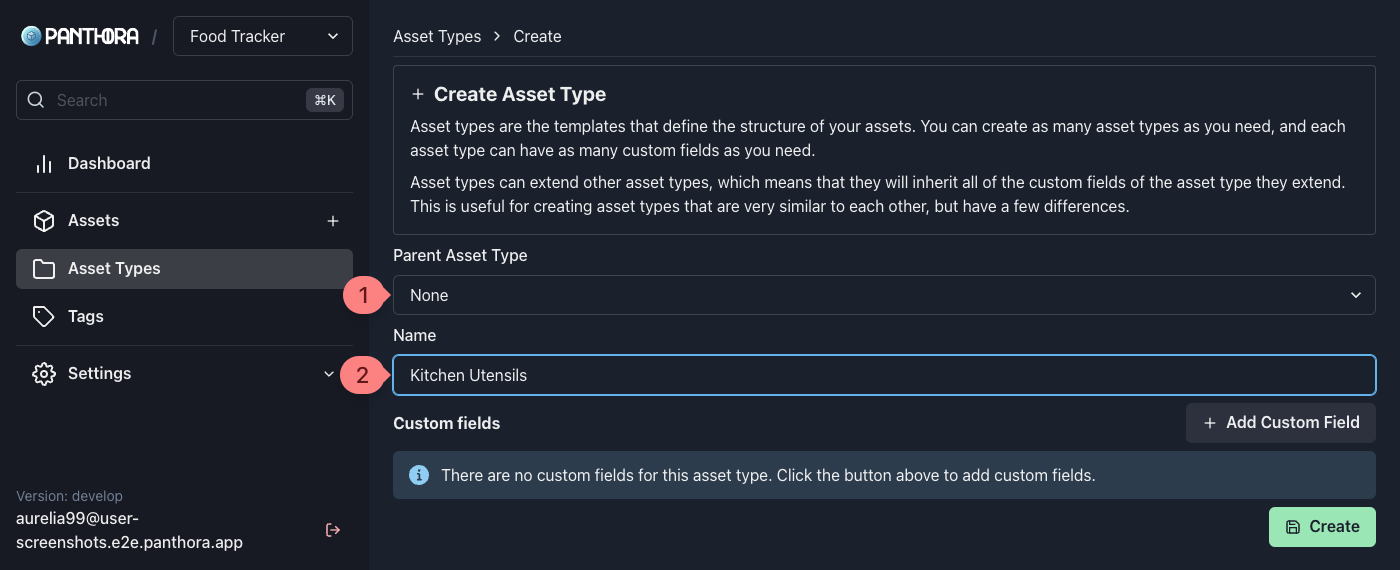 PANTHORA / Food Tracker
Search ⌘K
Dashboard
Assets +
Asset Types
Tags
Settings
Version: develop
aurelia99@user-
screenshots.e2e.panthora.app
Asset Types > Create
+ Create Asset Type
Asset types are the templates that define the structure of your assets. You can create as many asset types as you need, and each
asset type can have as many custom fields as you need.
Asset types can extend other asset types, which means that they will inherit all of the custom fields of the asset type they extend.
This is useful for creating asset types that are very similar to each other, but have a few differences.
Parent Asset Type
1 None
Name
2 Kitchen Utensils
Custom fields + Add Custom Field
There are no custom fields for this asset type. Click the button above to add custom fields.
Create